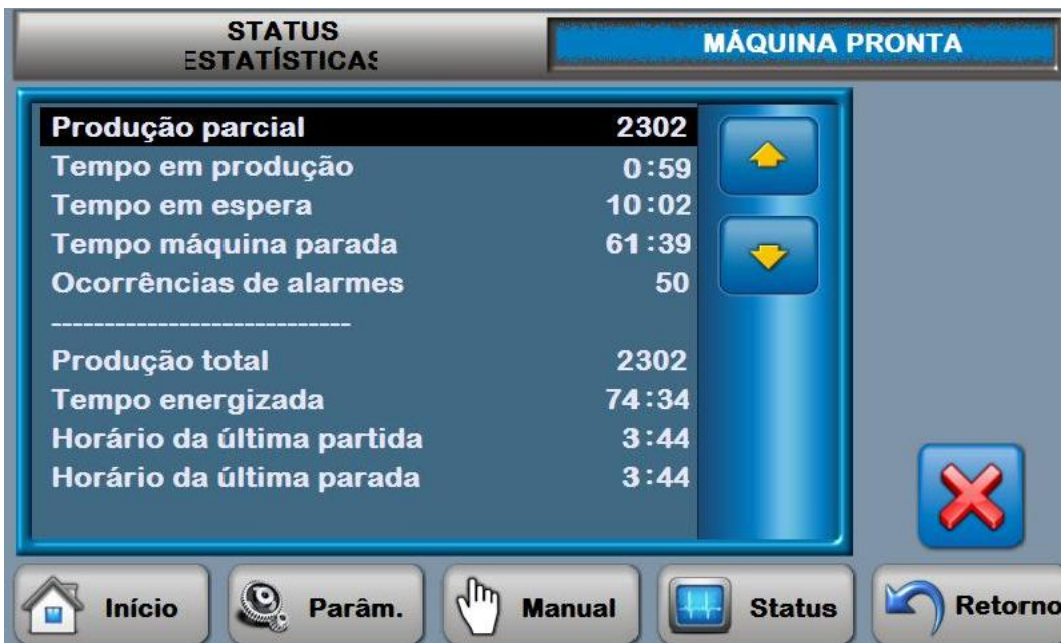 STATUS
ESTATÍSTICAS
MÁQUINA PRONTA
Produção parcial 2302
Tempo em produção 0:59
Tempo em espera 10:02
Tempo máquina parada 61:39
Ocorrências de alarmes 50
----------------------------
Produção total 2302
Tempo energizada 74:34
Horário da última partida 3:44
Horário da última parada 3:44
Início Parâm. Manual Status Retorno